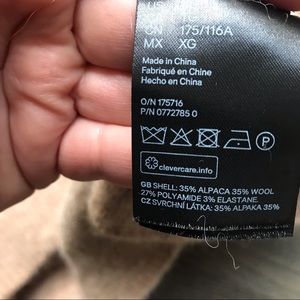 CN 175/116A
MX XG
Made in China
Fabriqué en Chine
Hecho en China
O/N 175716
P/N 0772785 0
P
clevercare.info
GB SHELL: 35% ALPACA 35% WOOL
27% POLYAMIDE 3% ELASTANE.
CZ SVRCHNÍ LÁTKA: 35% ALPAKA 35%